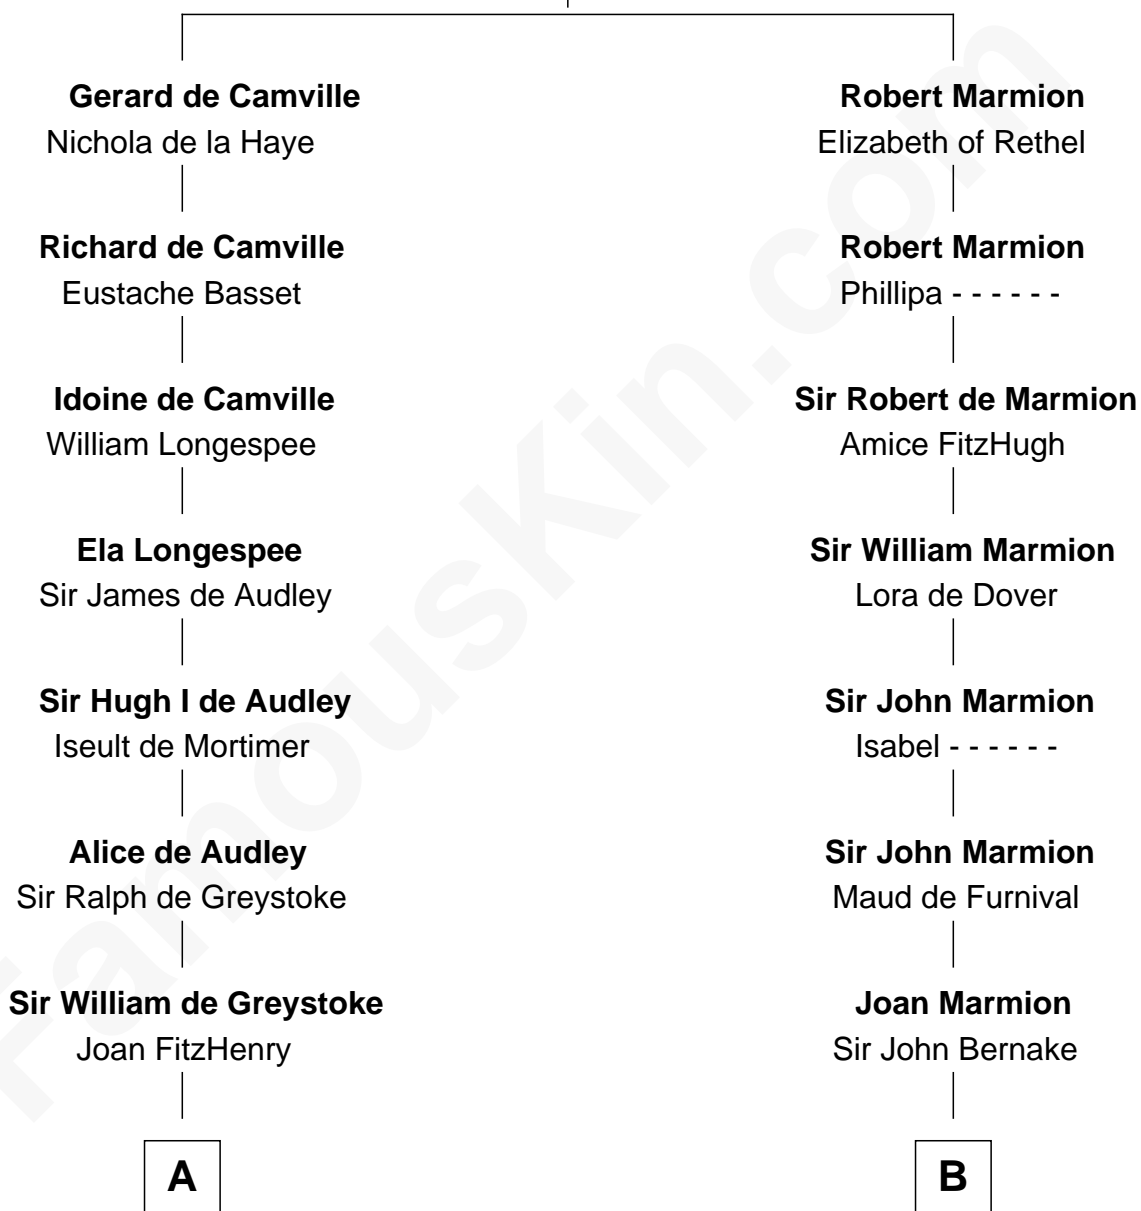 Gerard de Camville
Nichola de la Haye
Richard de Camville
Eustache Basset
Idoine de Camville
William Longespee
Ela Longespee
Sir James de Audley
Sir Hugh I de Audley
Iseult de Mortimer
Alice de Audley
Sir Ralph de Greystoke
Sir William de Greystoke
Joan FitzHenry
A
Robert Marmion
Elizabeth of Rethel
Robert Marmion
Phillipa - - - - - -
Sir Robert de Marmion
Amice FitzHugh
Sir William Marmion
Lora de Dover
Sir John Marmion
Isabel - - - - - -
Sir John Marmion
Maud de Furnival
Joan Marmion
Sir John Bernake
B
FamousKin.com